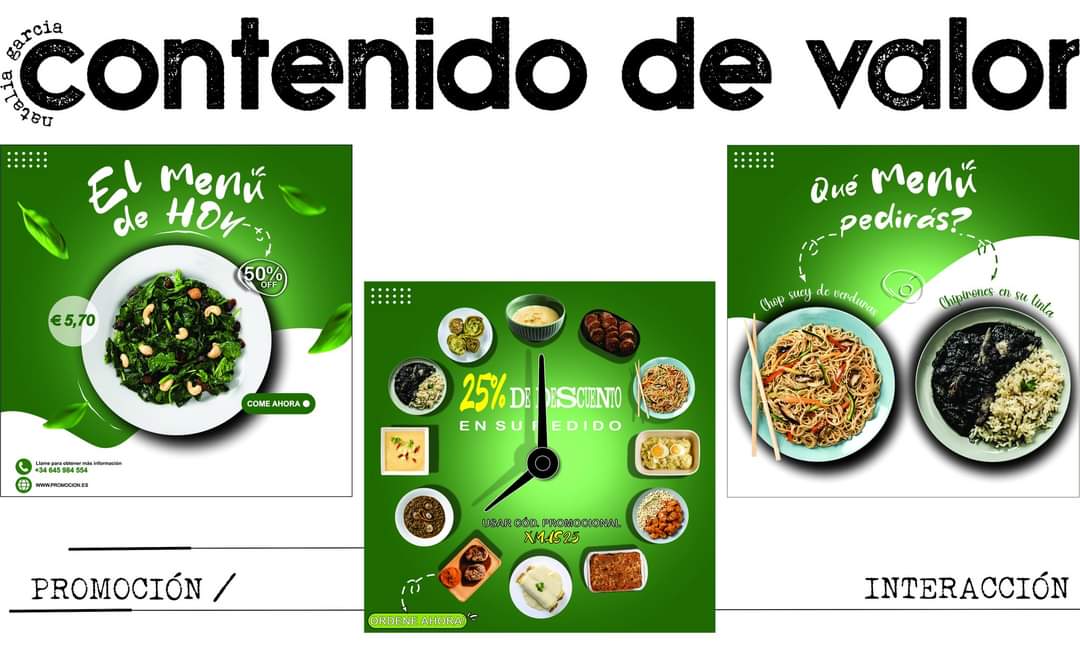 natalia garcia
contenido de valor
El menú
de HOy
50%
OFF
€ 5,70
COME AHORA
Llame para obtener más información
+34 645 984 554
WWW.PROMOCION.ES
25% DE DESCUENTO
EN SU PEDIDO
USAR CÓD. PROMOCIONAL
XMAS25
ORDENE AHORA
Qué menú
pedirás?
Chop suey de verduras
Chipirones en su tinta
PROMOCIÓN /
INTERACCIÓN